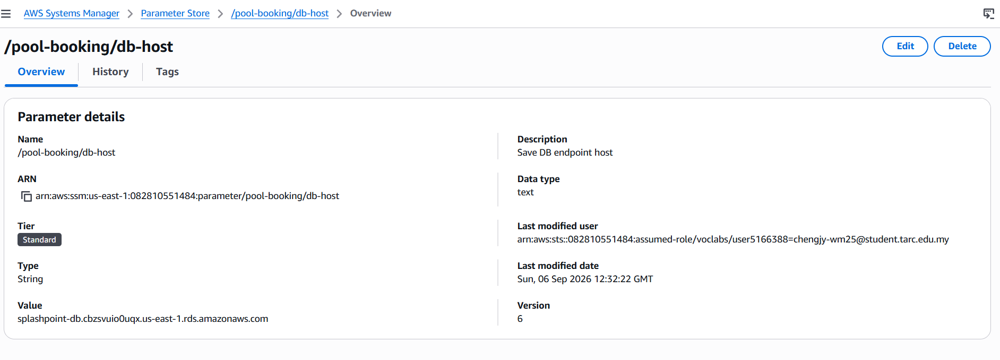 AWS Systems Manager > Parameter Store > /pool-booking/db-host > Overview
/pool-booking/db-host
Edit
Delete
Overview
History
Tags
Parameter details
Name
/pool-booking/db-host
Description
Save DB endpoint host
ARN
arn:aws:ssm:us-east-1:082810551484:parameter/pool-booking/db-host
Data type
text
Tier
Standard
Last modified user
arn:aws:sts::082810551484:assumed-role/voclabs/user5166388=chengjy-wm25@student.tarc.edu.my
Type
String
Last modified date
Sun, 06 Sep 2026 12:32:22 GMT
Value
splashpoint-db.cbzsvuio0uqx.us-east-1.rds.amazonaws.com
Version
6